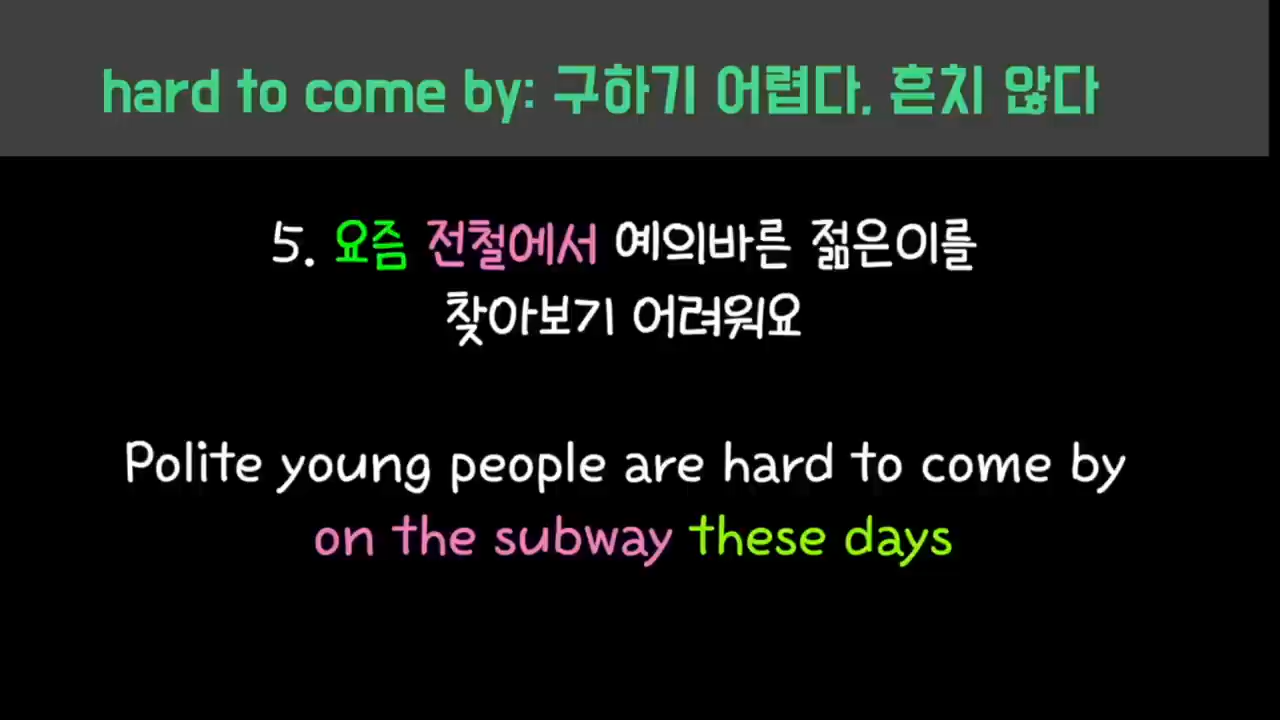 hard to come by: 구하기 어렵다, 흔치 않다
5. 요즘 전철에서 예의바른 젊은이를
찾아보기 어려워요
Polite young people are hard to come by
on the subway these days